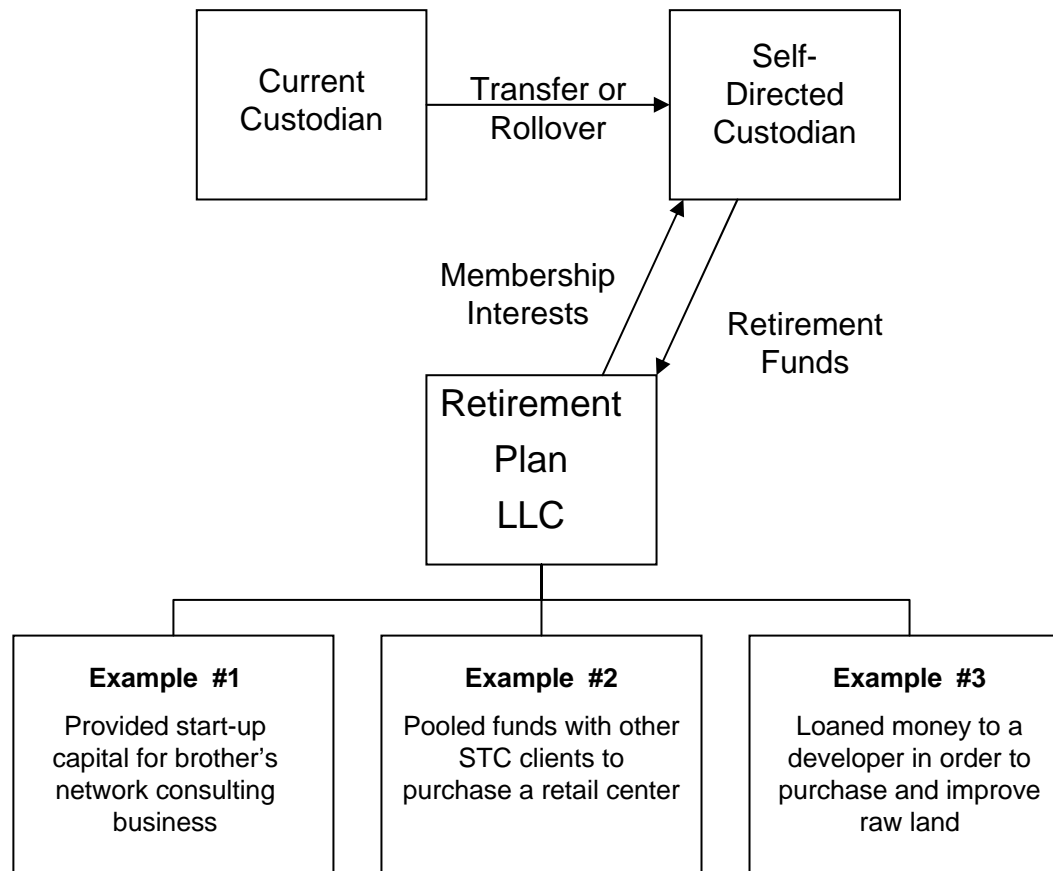 Current
Custodian
Transfer or
Rollover
Self-
Directed
Custodian
Membership
Interests
Retirement
Funds
Retirement
Plan
LLC
Example #1
Provided start-up
capital for brother’s
network consulting
business
Example #2
Pooled funds with other
STC clients to
purchase a retail center
Example #3
Loaned money to a
developer in order to
purchase and improve
raw land